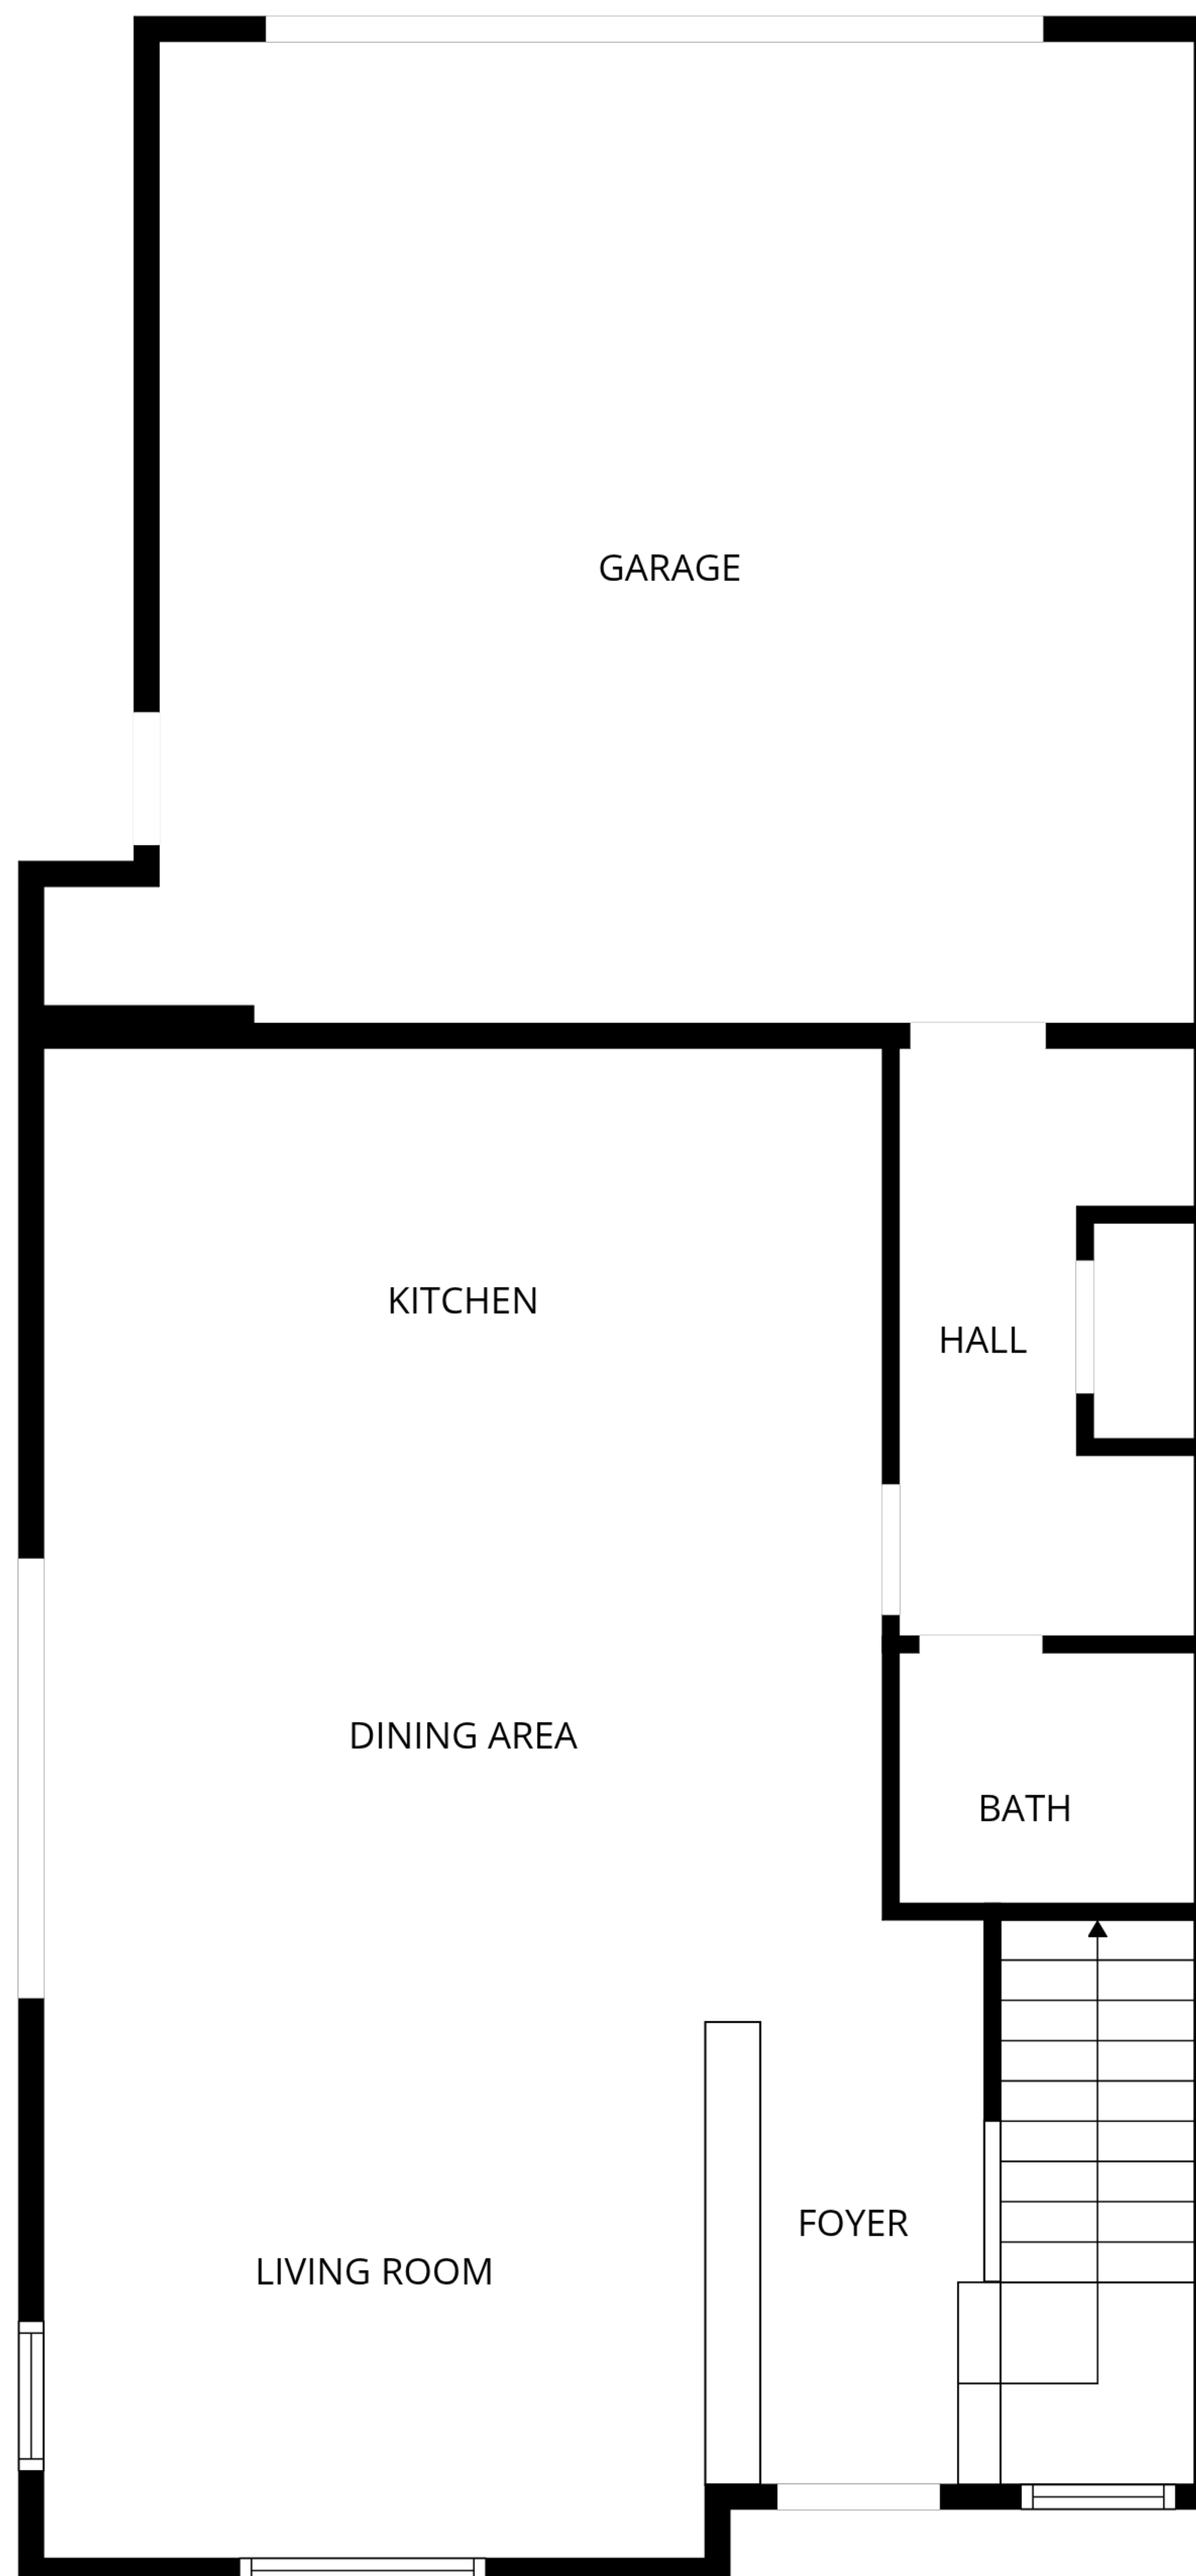 GARAGE
KITCHEN
HALL
DINING AREA
BATH
FOYER
LIVING ROOM